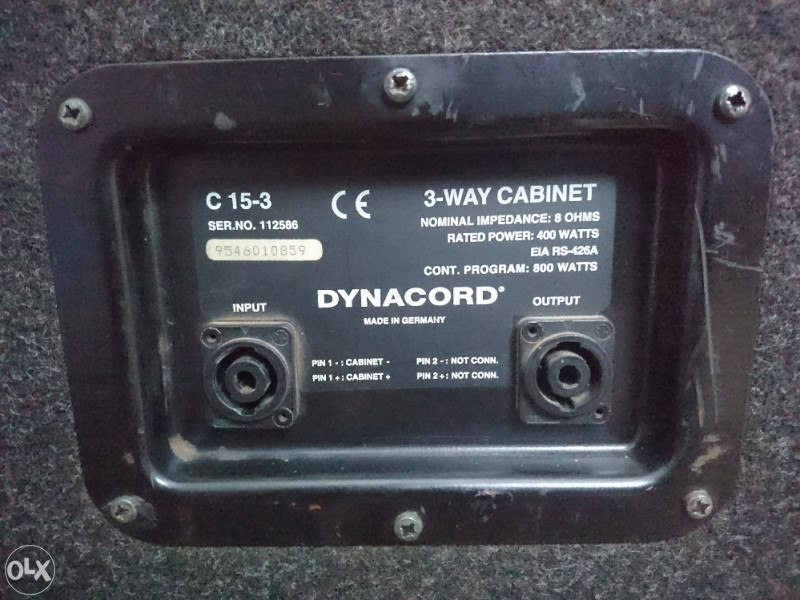 C 15-3
SER.NO. 112586
9546010859
CE
3-WAY CABINET
NOMINAL IMPEDANCE: 8 OHMS
RATED POWER: 400 WATTS
EIA RS-426A
CONT. PROGRAM: 800 WATTS
DYNACORD®
MADE IN GERMANY
INPUT
OUTPUT
PIN 1 - : CABINET -
PIN 1 + : CABINET +
PIN 2 - : NOT CONN.
PIN 2 + : NOT CONN.
OLX